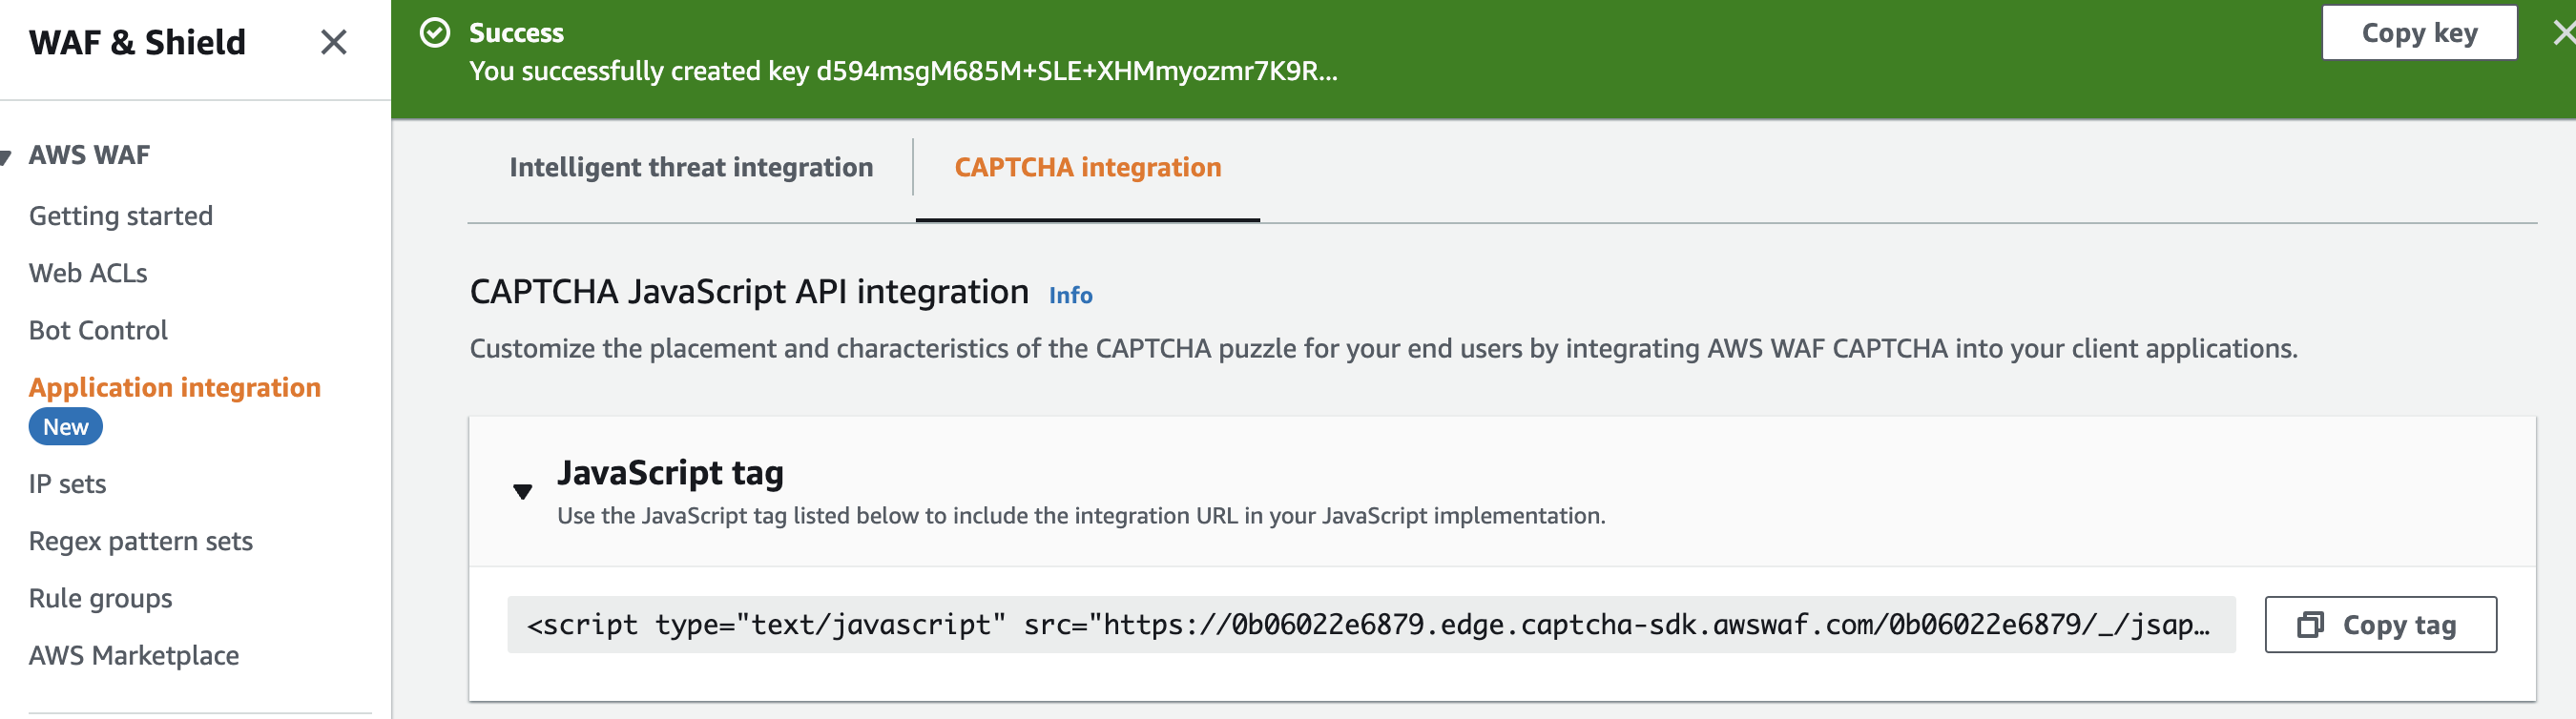 WAF & Shield
AWS WAF
Getting started
Web ACLs
Bot Control
Application integration
New
IP sets
Regex pattern sets
Rule groups
AWS Marketplace
Success
You successfully created key d594msgM685M+SLE+XHMmyozmr7K9R...
Copy key
Intelligent threat integration
CAPTCHA integration
CAPTCHA JavaScript API integration Info
Customize the placement and characteristics of the CAPTCHA puzzle for your end users by integrating AWS WAF CAPTCHA into your client applications.
JavaScript tag
Use the JavaScript tag listed below to include the integration URL in your JavaScript implementation.
<script type="text/javascript" src="https://0b06022e6879.edge.captcha-sdk.awswaf.com/0b06022e6879/_/jsap…
Copy tag